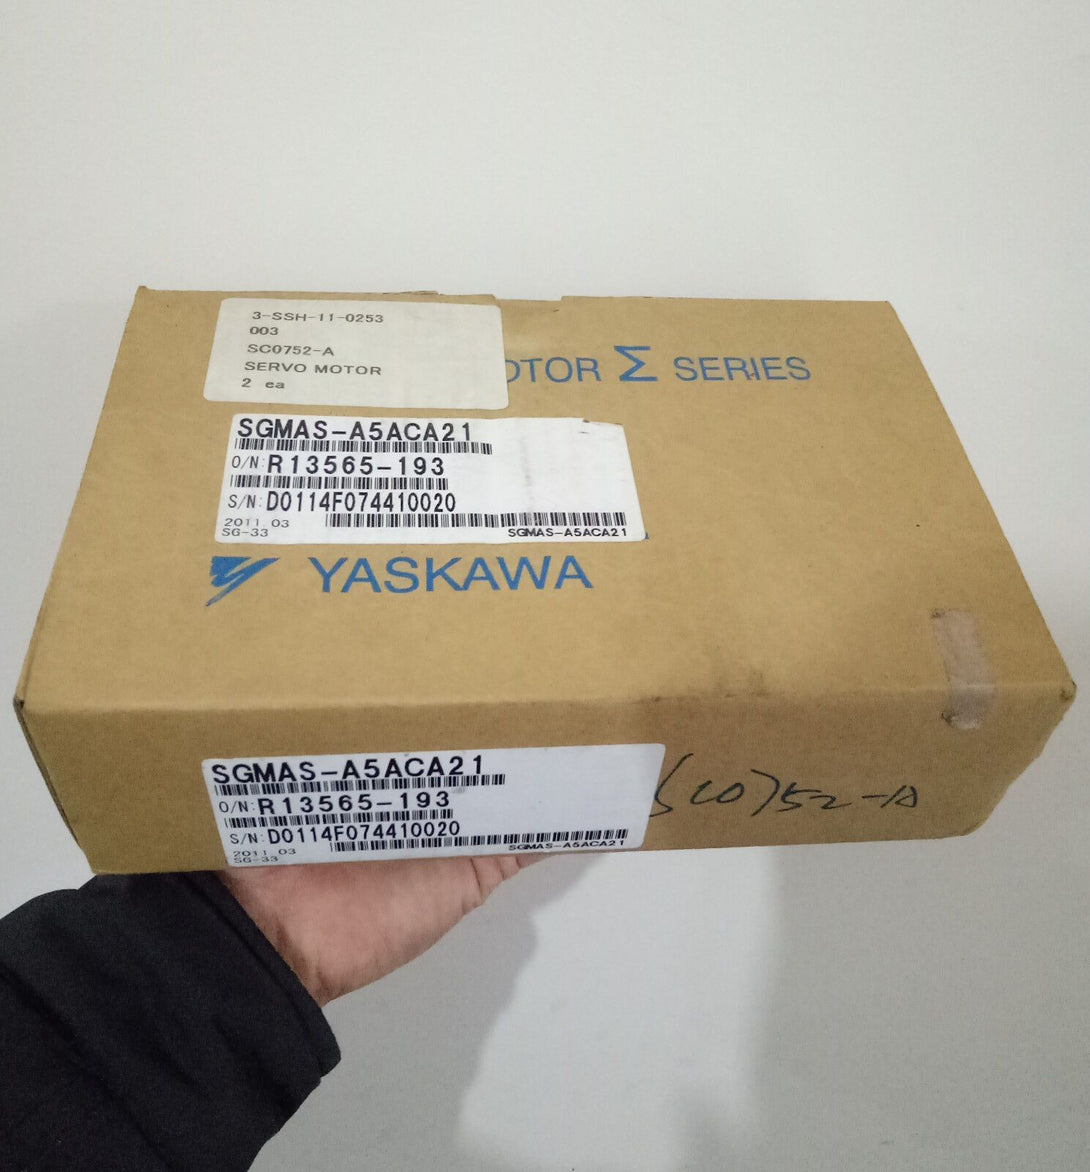 3-SSH-11-0253
003
SC0752-A
SERVO MOTOR
2 ea
OTOR Σ SERIES
SGMAS-A5ACA21
O/N: R13565-193
S/N: D0114F074410020
2011.03
SG-33 SGMAS-A5ACA21
YASKAWA
SGMAS-A5ACA21
O/N: R13565-193
S/N: D0114F074410020
2011.03
SG-33 SGMAS-A5ACA21
SC0752-A